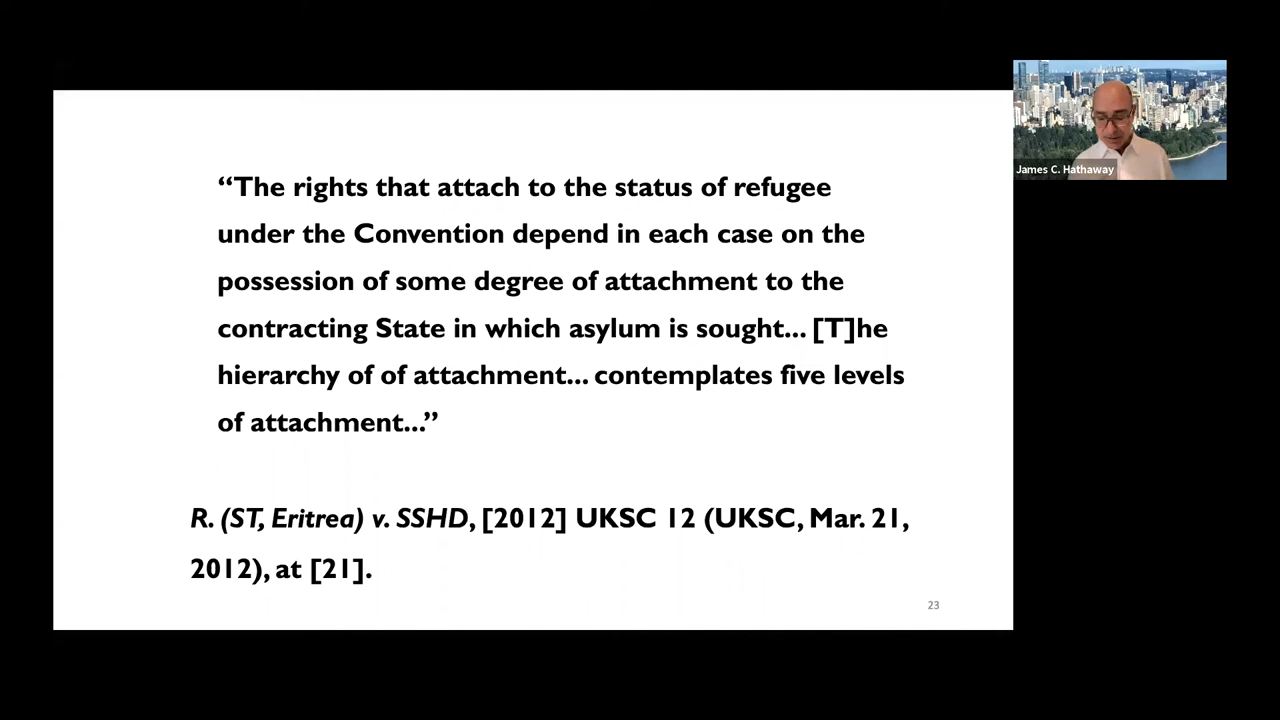 “The rights that attach to the status of refugee
under the Convention depend in each case on the
possession of some degree of attachment to the
contracting State in which asylum is sought... [T]he
hierarchy of of attachment... contemplates five levels
of attachment...”
R. (ST, Eritrea) v. SSHD, [2012] UKSC 12 (UKSC, Mar. 21,
2012), at [21].
23
James C. Hathaway